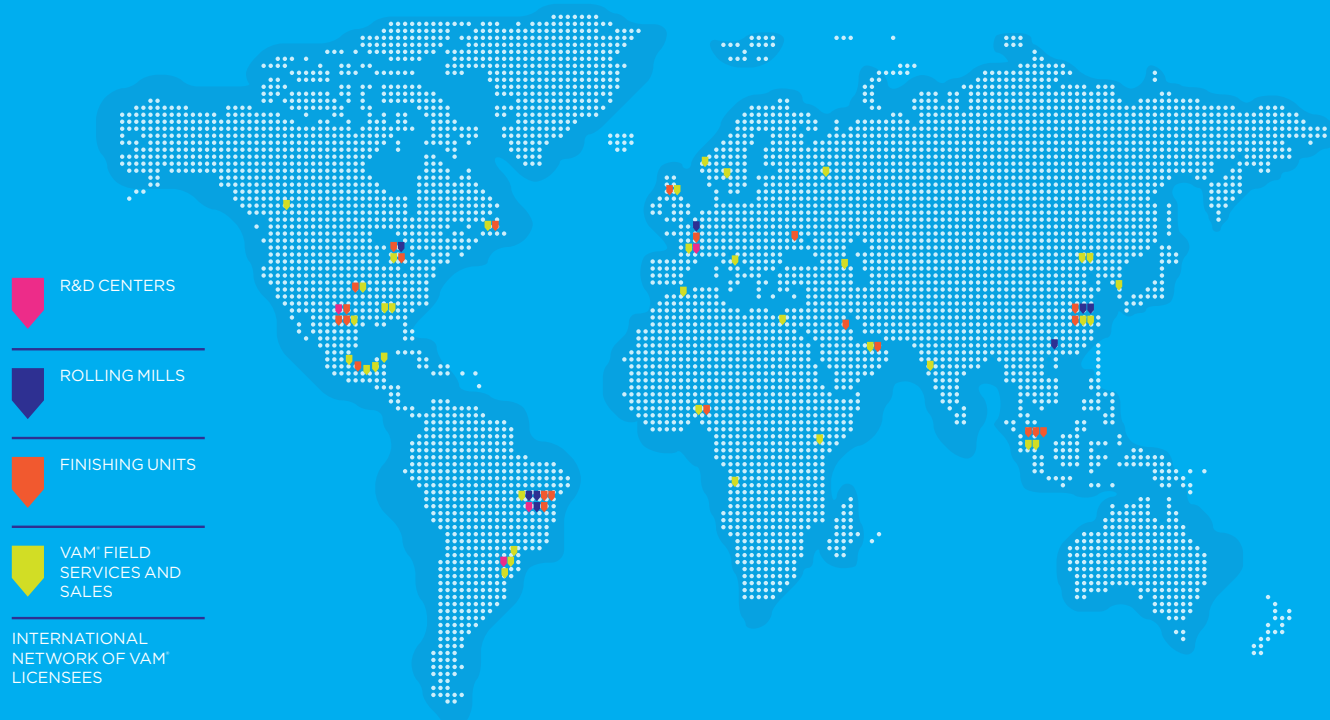 R&D CENTERS
ROLLING MILLS
FINISHING UNITS
VAM® FIELD
SERVICES AND
SALES
INTERNATIONAL
NETWORK OF VAM®
LICENSEES